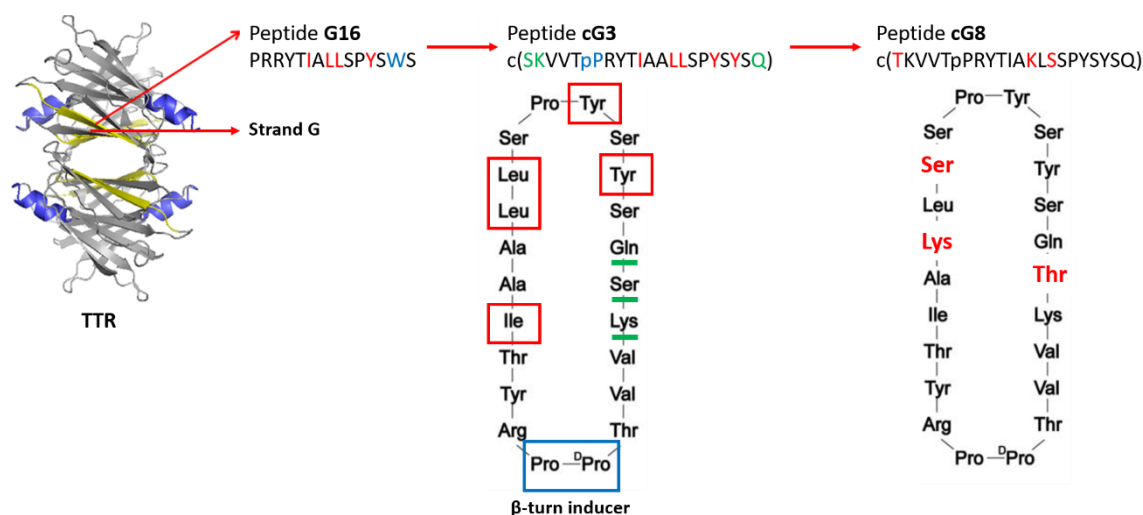 Peptide G16
PRRYTIALLSPYSWS
Strand G
TTR
Peptide cG3
c(SKVVTpPRYTIAALLSPYSYSQ)
Pro Tyr
Ser Ser
Leu Tyr
Leu Ser
Ala Gln
Ala Ser
Ile Lys
Thr Val
Tyr Val
Arg Thr
Pro DPro
β-turn inducer
Peptide cG8
c(TKVVTpPRYTIAKLSSPYSYSQ)
Pro Tyr
Ser Ser
Ser Tyr
Leu Ser
Lys Gln
Ala Thr
Ile Lys
Thr Val
Tyr Val
Arg Thr
Pro DPro